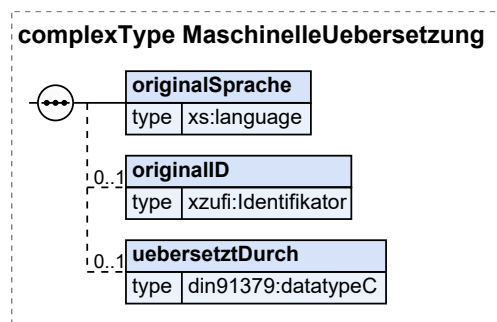 complexType MaschinelleUebersetzung
originalSprache
type xs:language
0..1 originalID
type xzufi:Identifikator
0..1 uebersetztDurch
type din91379:datatypeC